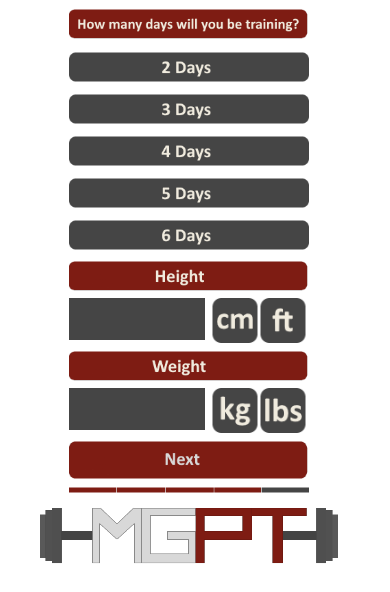 How many days will you be training?
2 Days
3 Days
4 Days
5 Days
6 Days
Height
cm ft
Weight
kg lbs
Next
MGPT